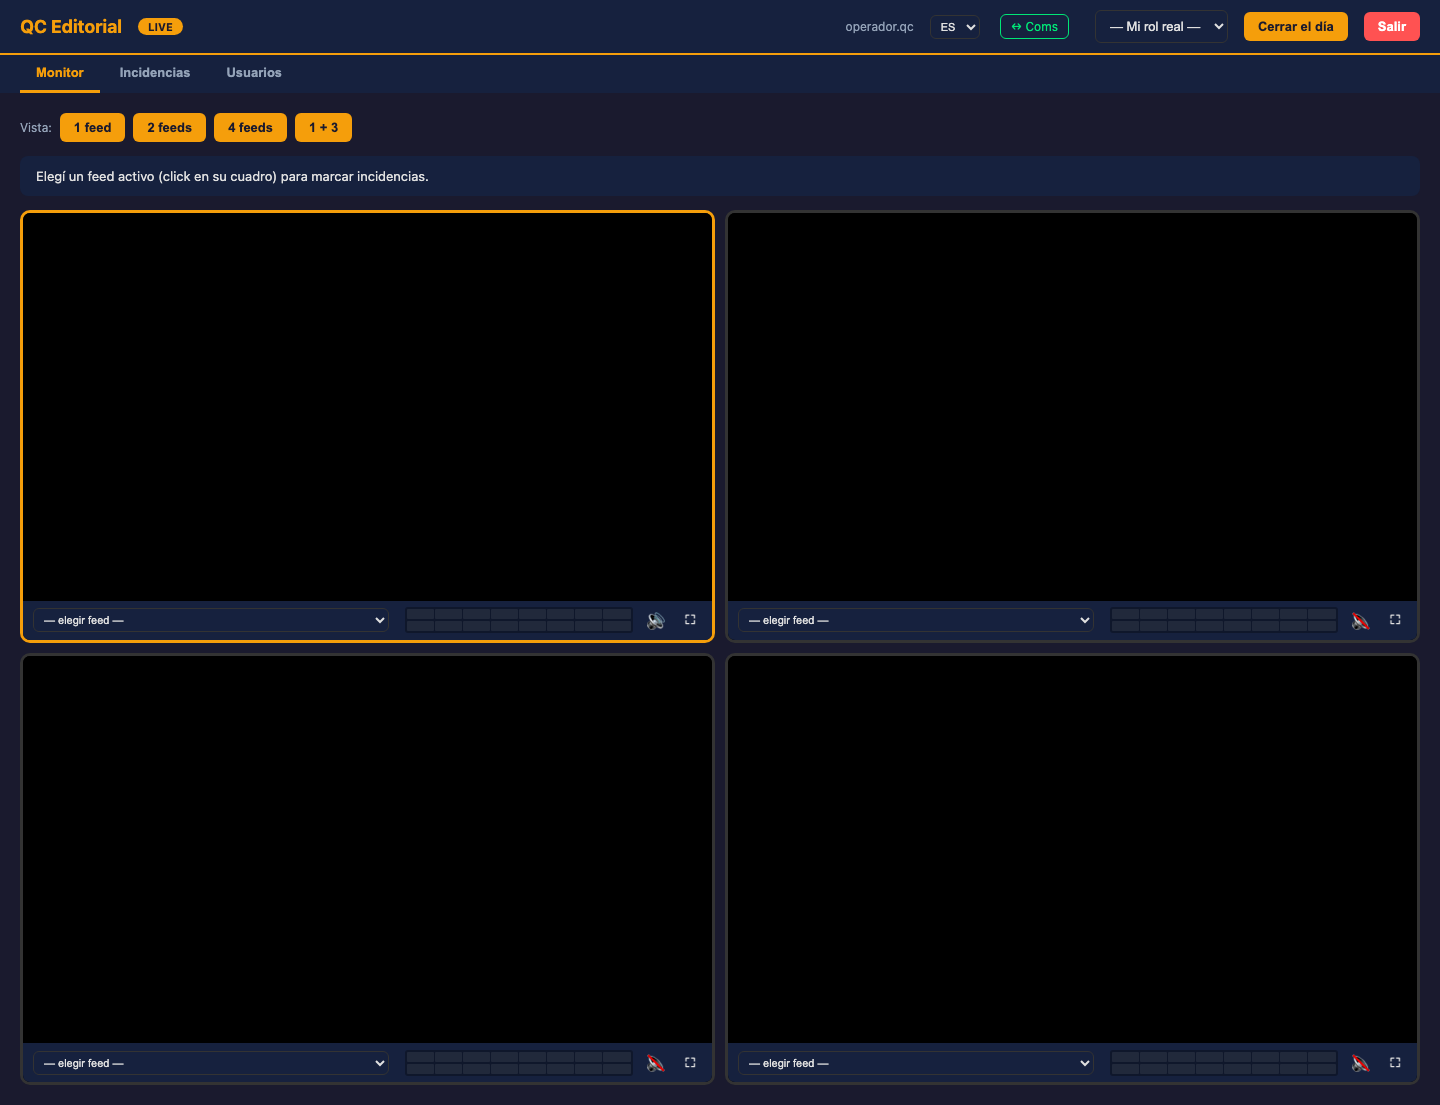 QC Editorial LIVE operador.qc ES ↔ Coms — Mi rol real — Cerrar el día Salir
Monitor Incidencias Usuarios
Vista: 1 feed 2 feeds 4 feeds 1 + 3
Elegí un feed activo (click en su cuadro) para marcar incidencias.
— elegir feed — — elegir feed —
— elegir feed — — elegir feed —